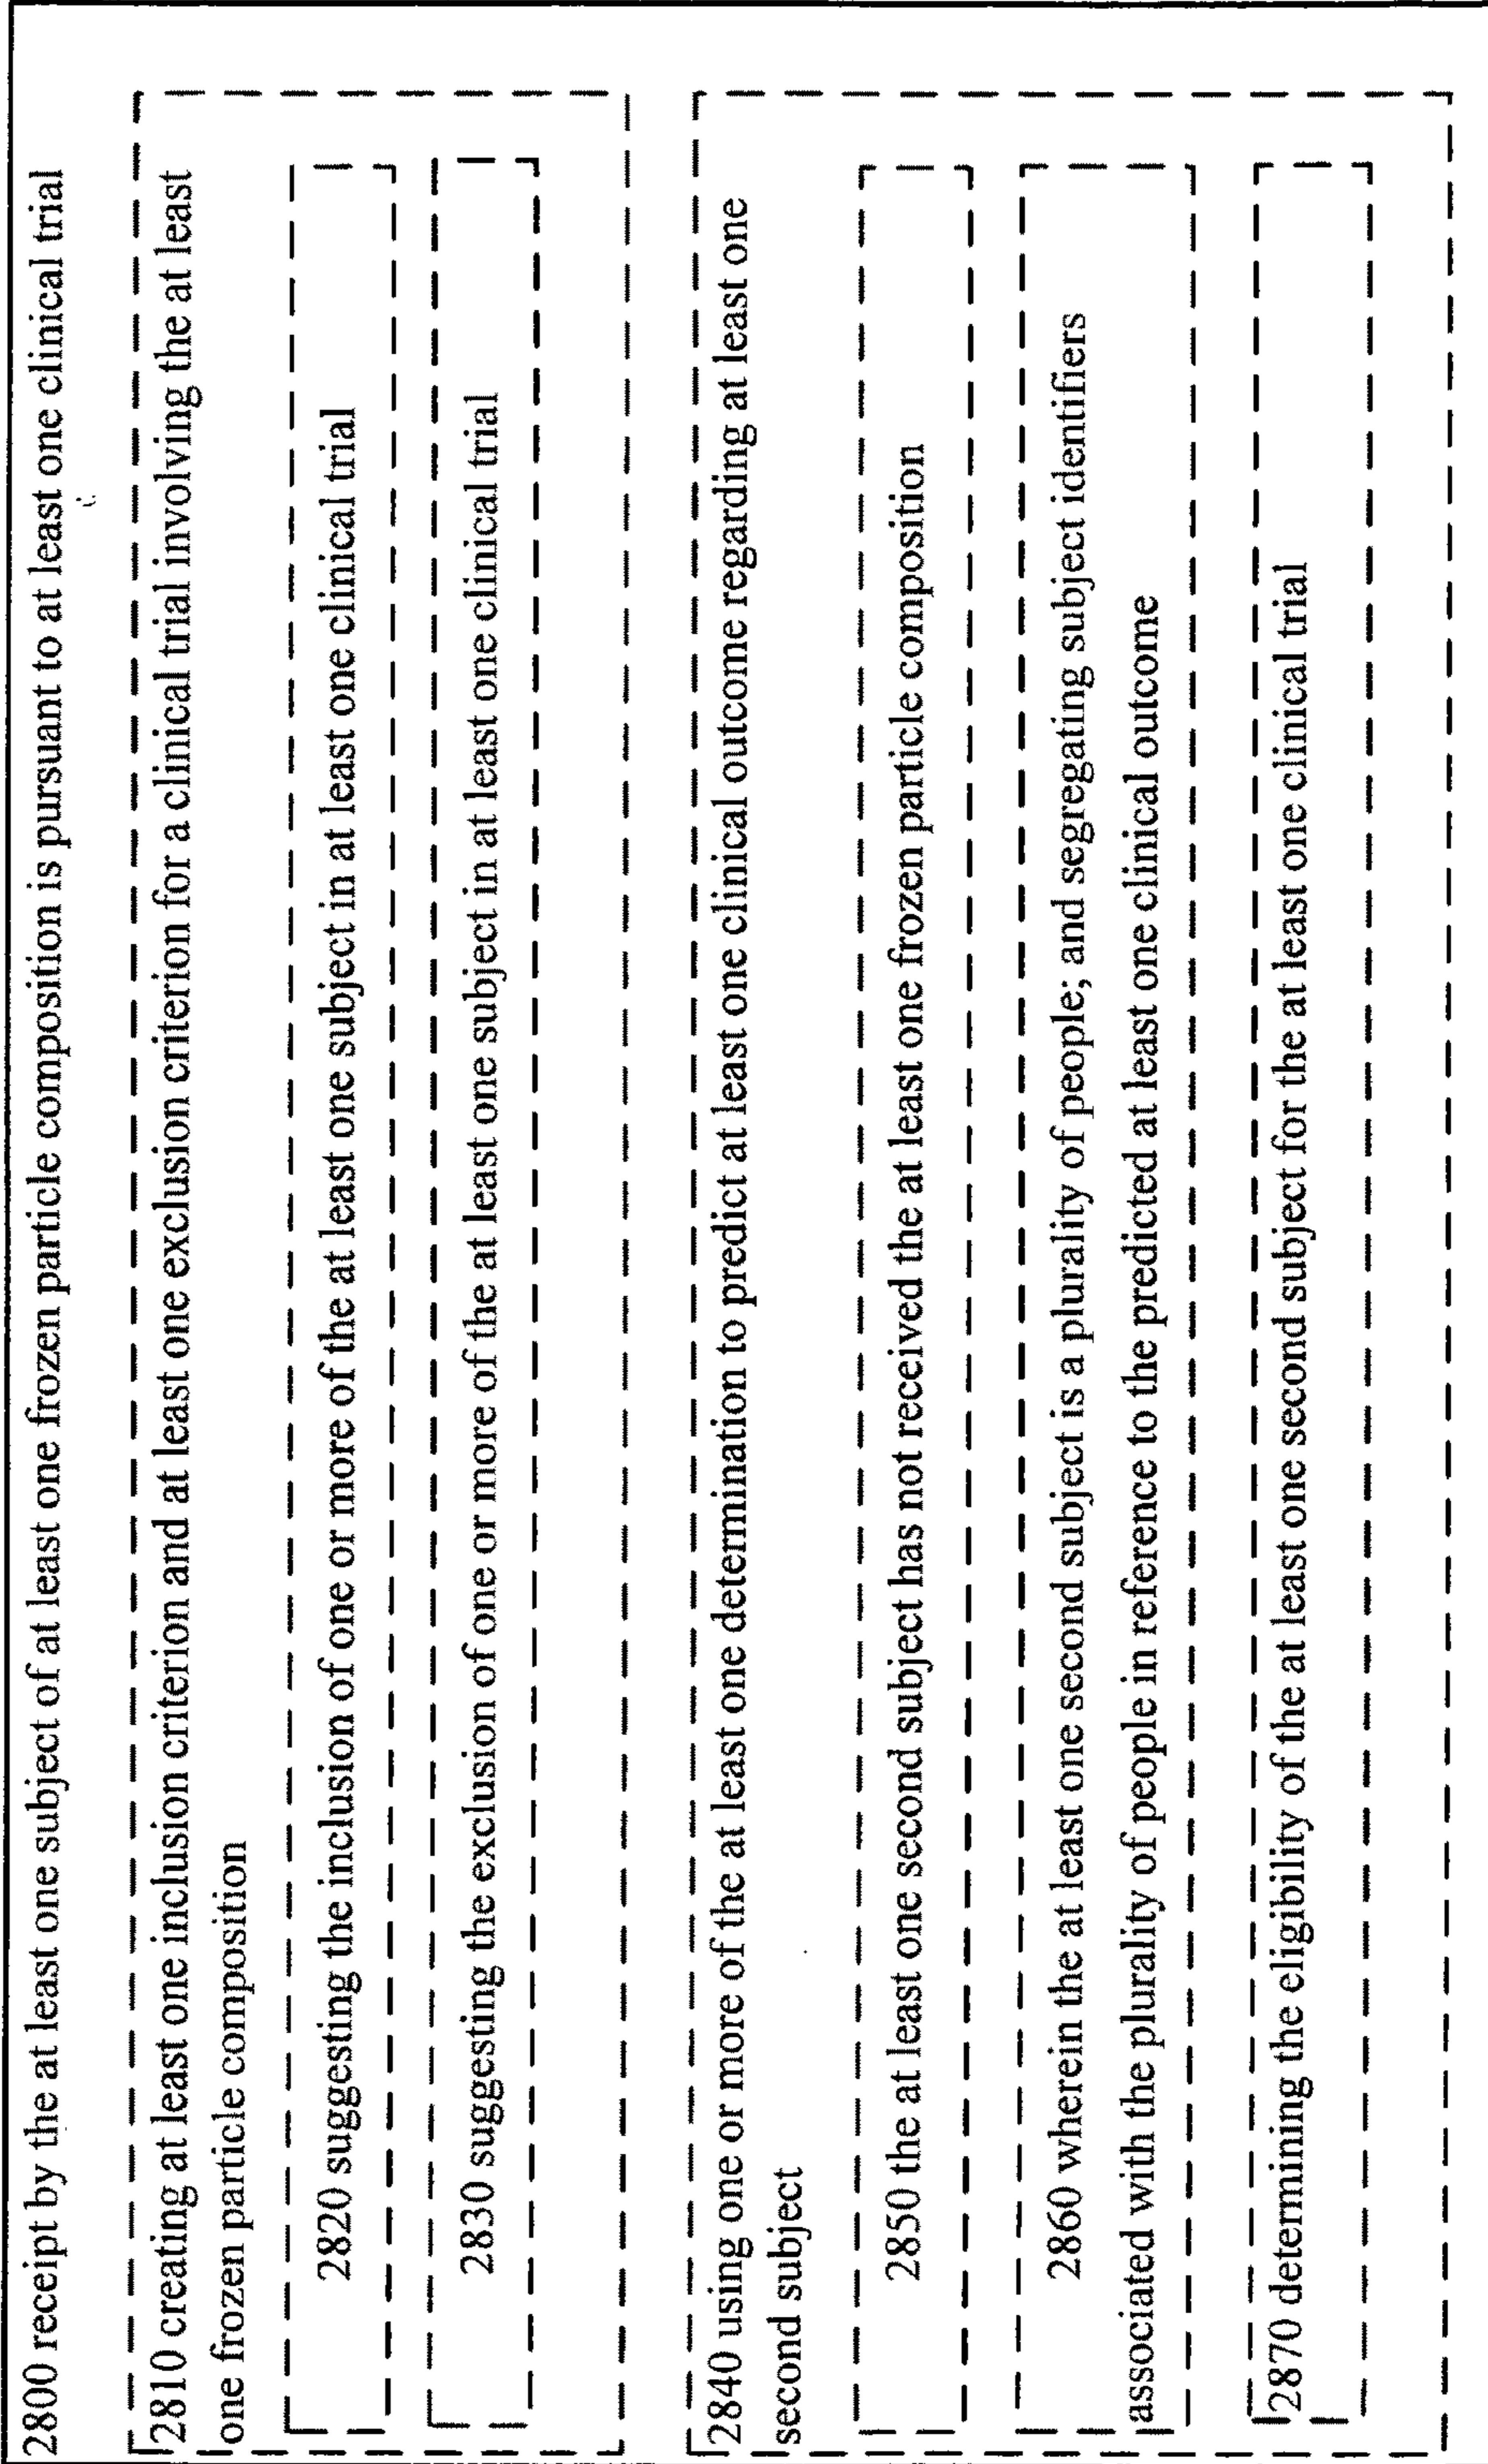 2800 receipt by the at least one subject of at least one frozen particle composition is pursuant to at least one clinical trial
2810 creating at least one inclusion criterion and at least one exclusion criterion for a clinical trial involving the at least
one frozen particle composition
2820 suggesting the inclusion of one or more of the at least one subject in at least one clinical trial
2830 suggesting the exclusion of one or more of the at least one subject in at least one clinical trial
2840 using one or more of the at least one determination to predict at least one clinical outcome regarding at least one
second subject
2850 the at least one second subject has not received the at least one frozen particle composition
2860 wherein the at least one second subject is a plurality of people; and segregating subject identifiers
associated with the plurality of people in reference to the predicted at least one clinical outcome
2870 determining the eligibility of the at least one second subject for the at least one clinical trial